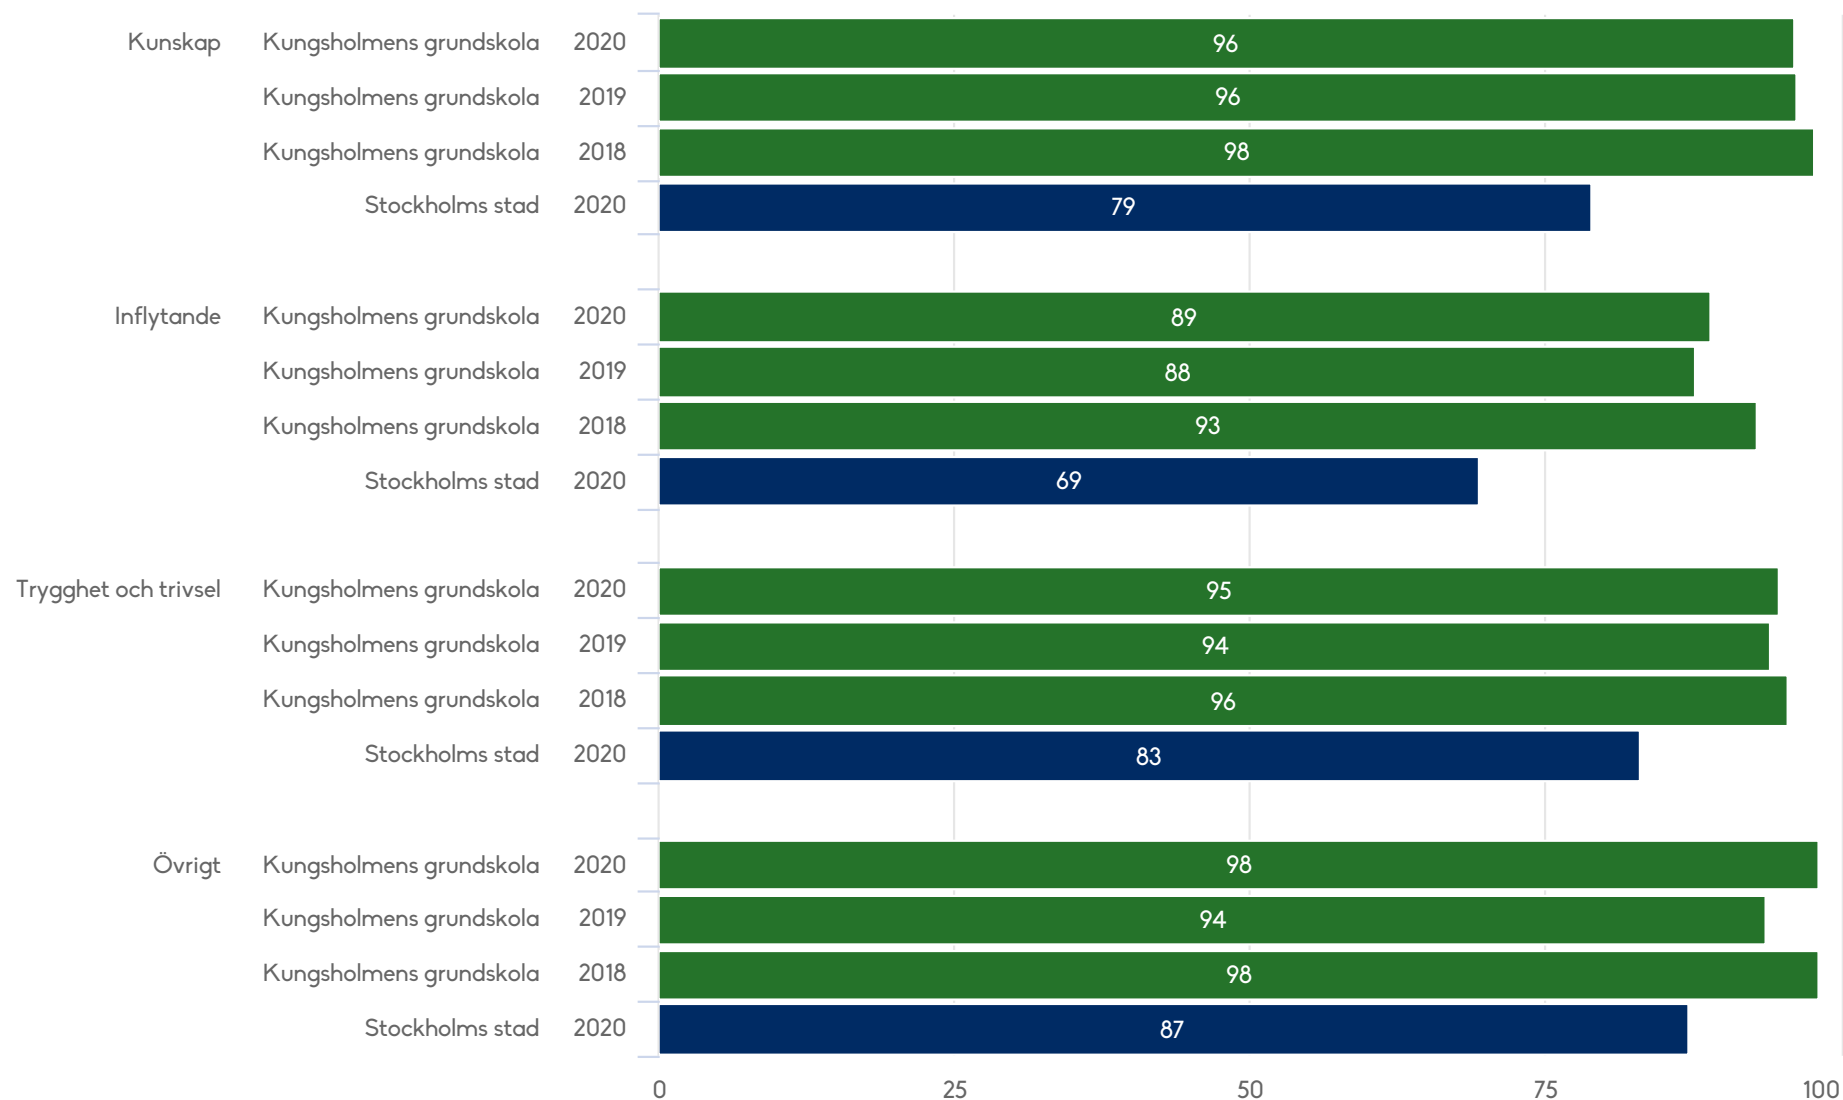 Kunskap Kungsholmens grundskola 2020 96
Kungsholmens grundskola 2019 96
Kungsholmens grundskola 2018 98
Stockholms stad 2020 79
Inflytande Kungsholmens grundskola 2020 89
Kungsholmens grundskola 2019 88
Kungsholmens grundskola 2018 93
Stockholms stad 2020 69
Trygghet och trivsel Kungsholmens grundskola 2020 95
Kungsholmens grundskola 2019 94
Kungsholmens grundskola 2018 96
Stockholms stad 2020 83
Övrigt Kungsholmens grundskola 2020 98
Kungsholmens grundskola 2019 94
Kungsholmens grundskola 2018 98
Stockholms stad 2020 87
0 25 50 75 100